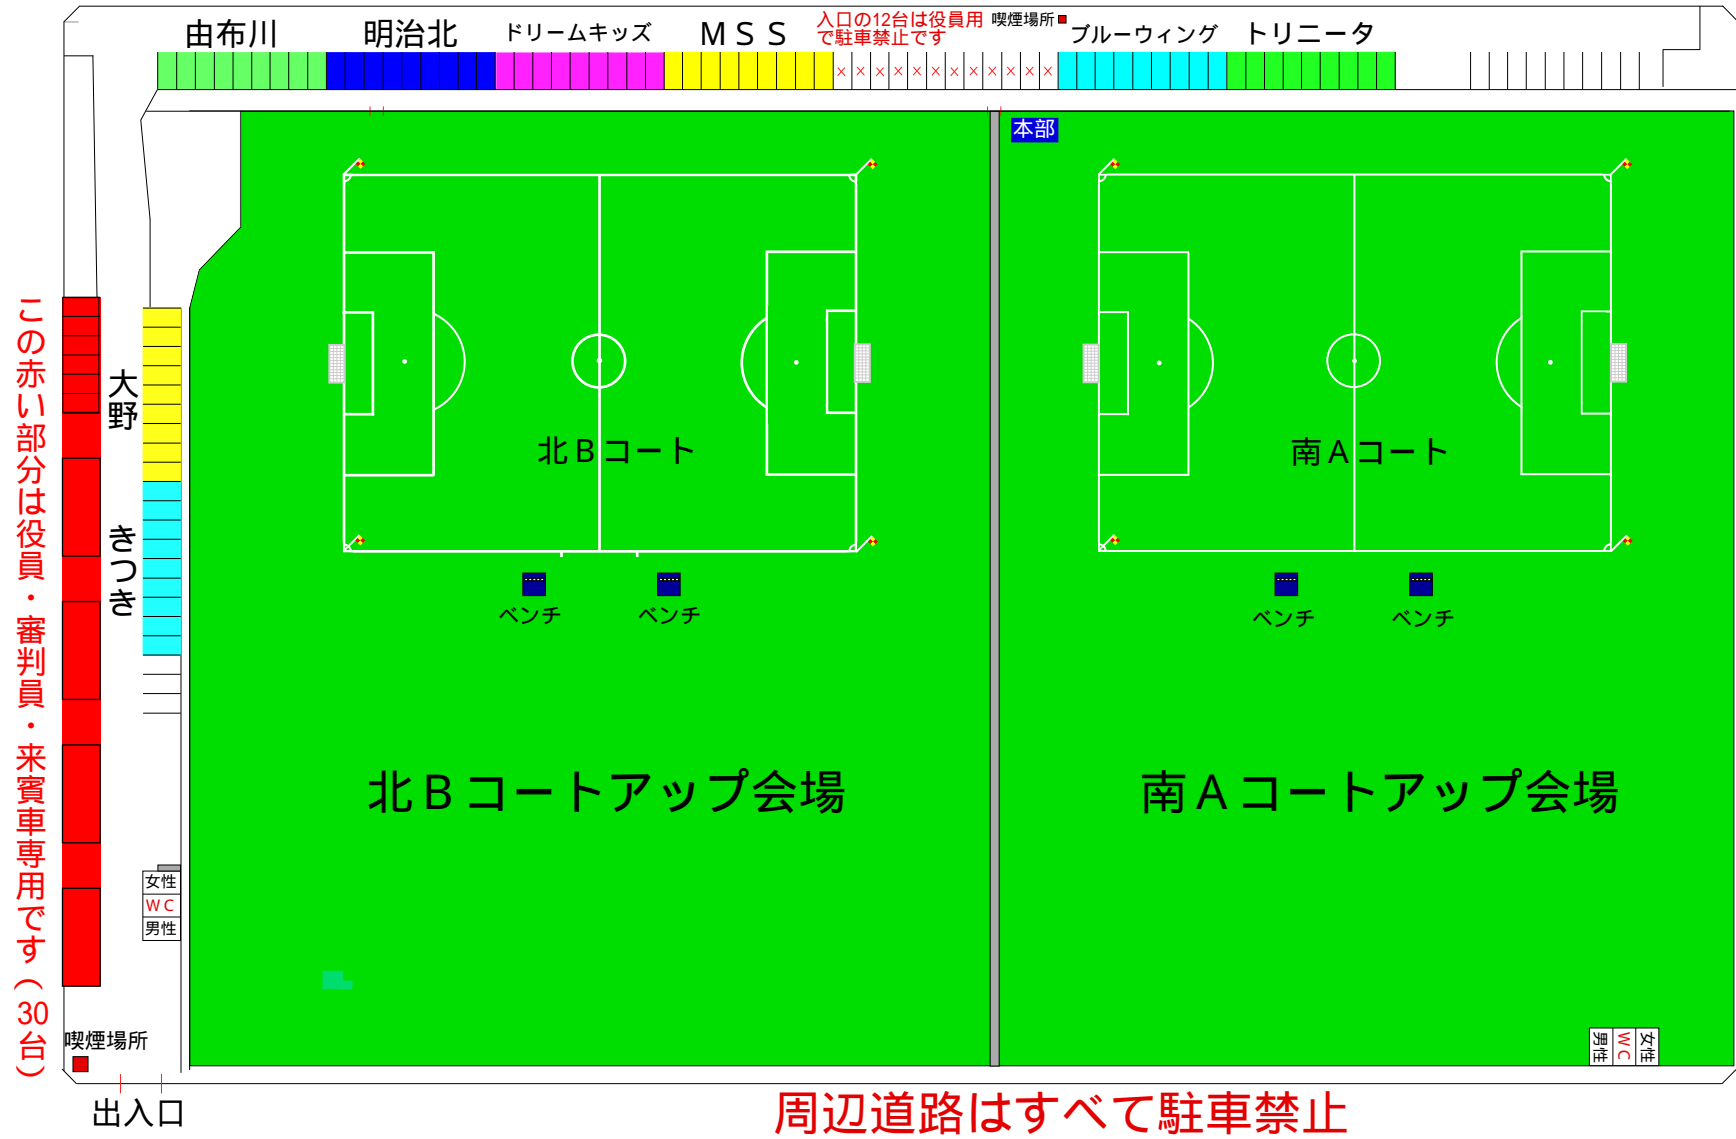 由布川
明治北
ドリームキッズ
ＭＳＳ
入口の12台は役員用
で駐車禁止です
喫煙場所
ブルーウィング
トリニータ
××××××××××××
本部
この赤い部分は役員・審判員・来賓車専用です（30台）
大野
きつき
北Ｂコート
南Ａコート
ベンチ
ベンチ
ベンチ
ベンチ
北Ｂコートアップ会場
南Ａコートアップ会場
女性
ＷＣ
男性
喫煙場所
出入口
女性
ＷＣ
男性
周辺道路はすべて駐車禁止